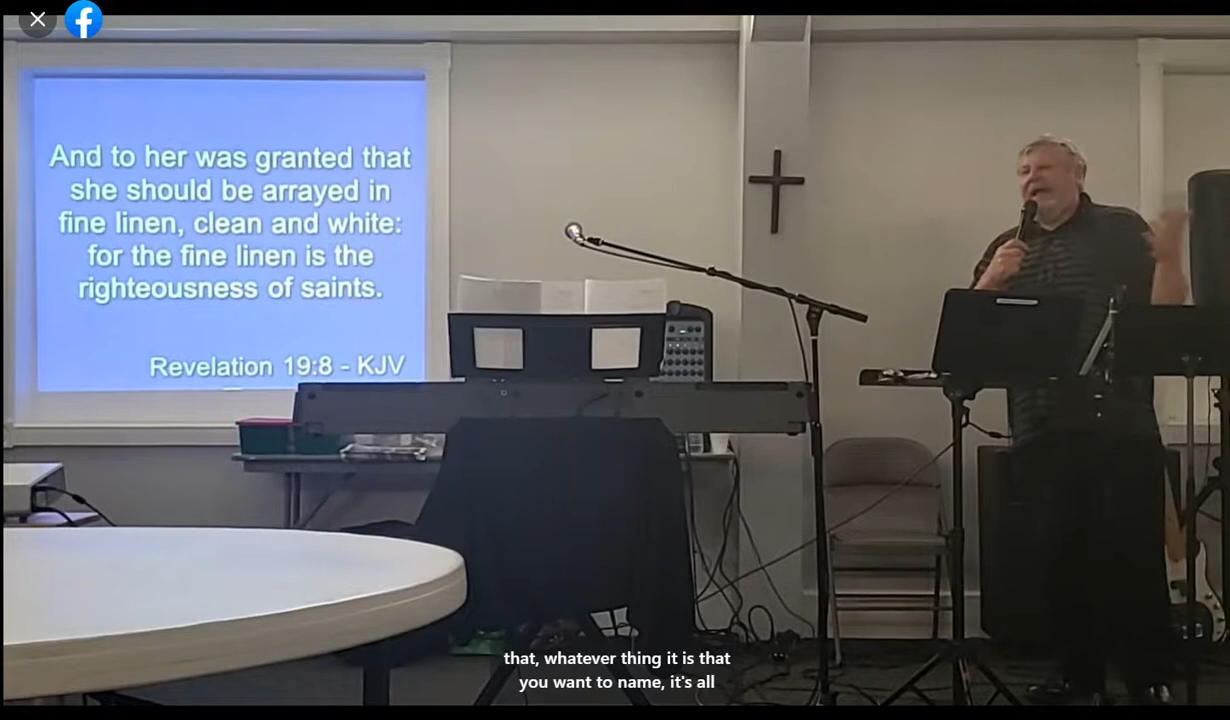 And to her was granted that
she should be arrayed in
fine linen, clean and white:
for the fine linen is the
righteousness of saints.
Revelation 19:8 - KJV
that, whatever thing it is that
you want to name, it's all